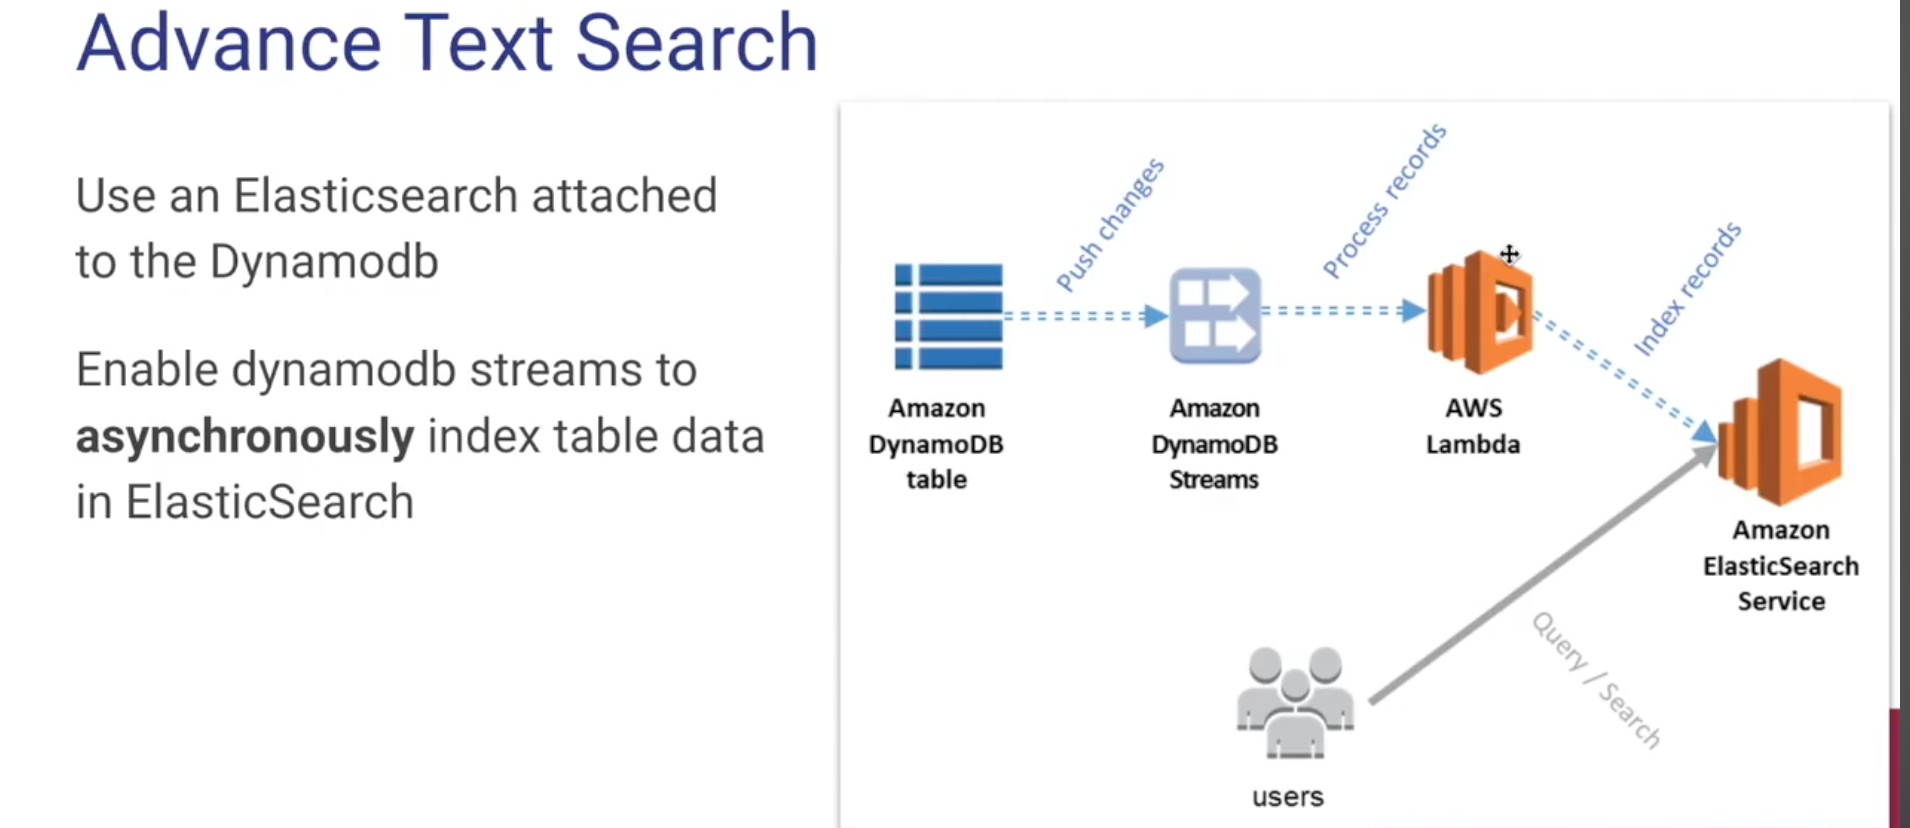 Advance Text Search
Use an Elasticsearch attached
to the Dynamodb
Enable dynamodb streams to
asynchronously index table data
in ElasticSearch
Push changes
Process records
Index records
Amazon
DynamoDB
table
Amazon
DynamoDB
Streams
AWS
Lambda
Amazon
ElasticSearch
Service
Query / Search
users